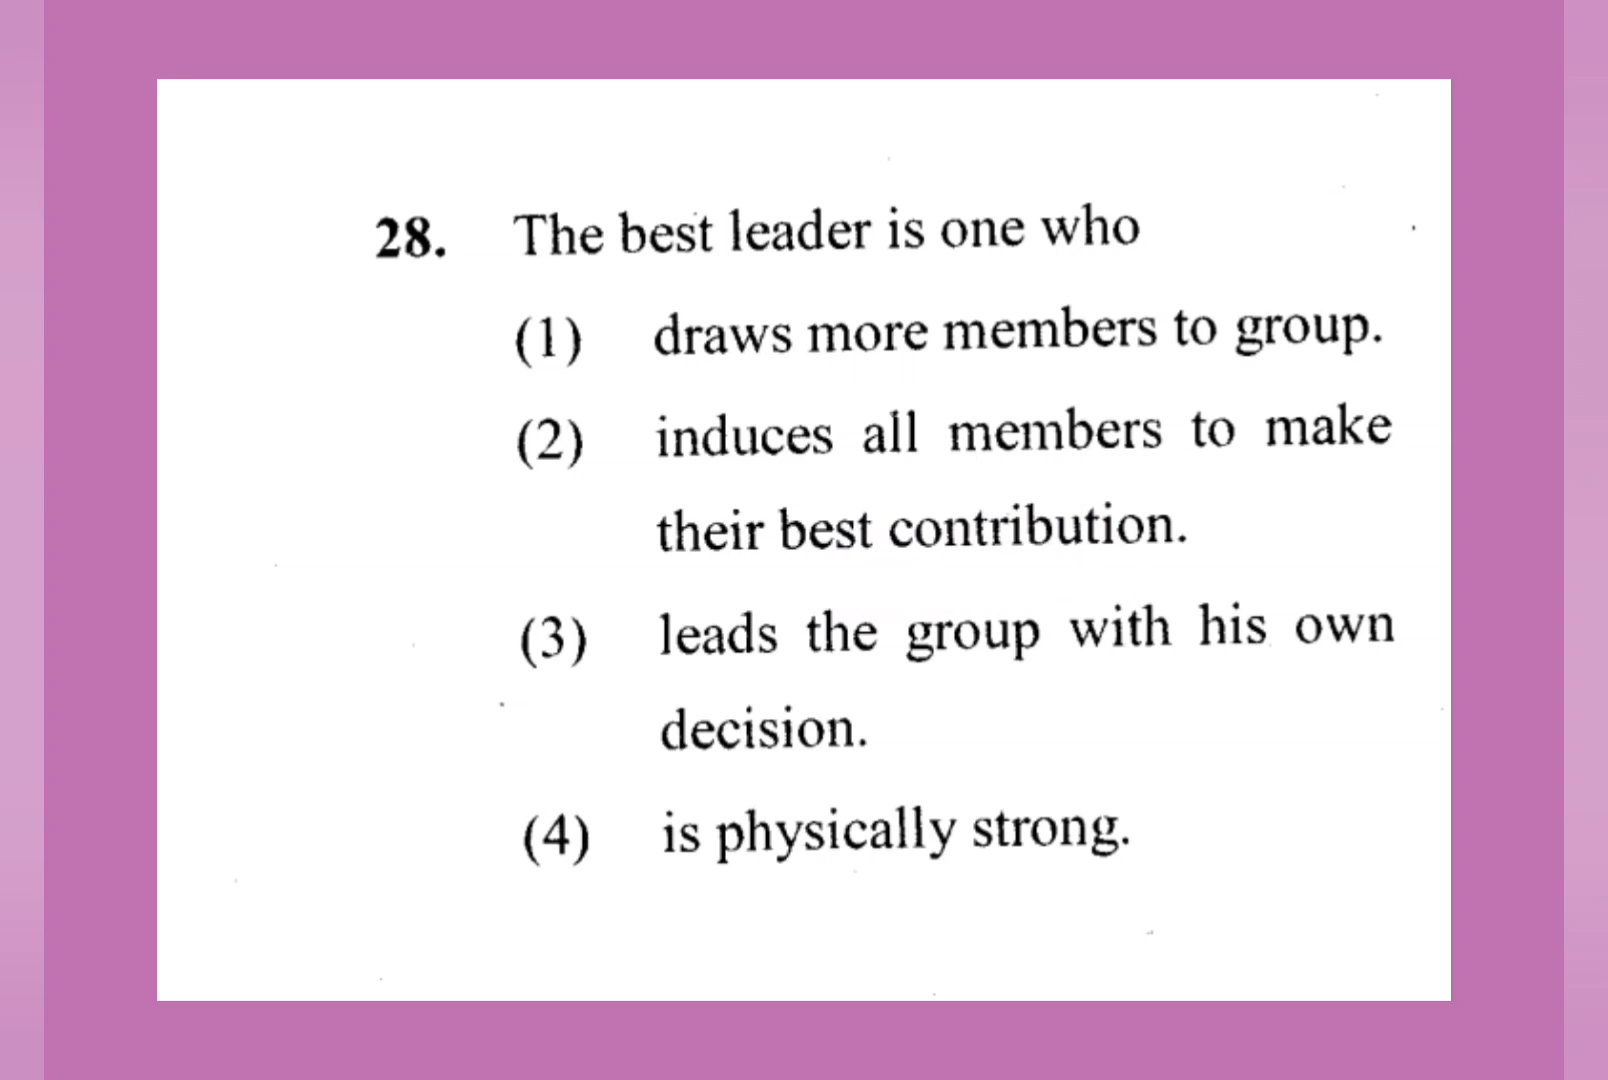 28. The best leader is one who
(1) draws more members to group.
(2) induces all members to make
their best contribution.
(3) leads the group with his own
decision.
(4) is physically strong.